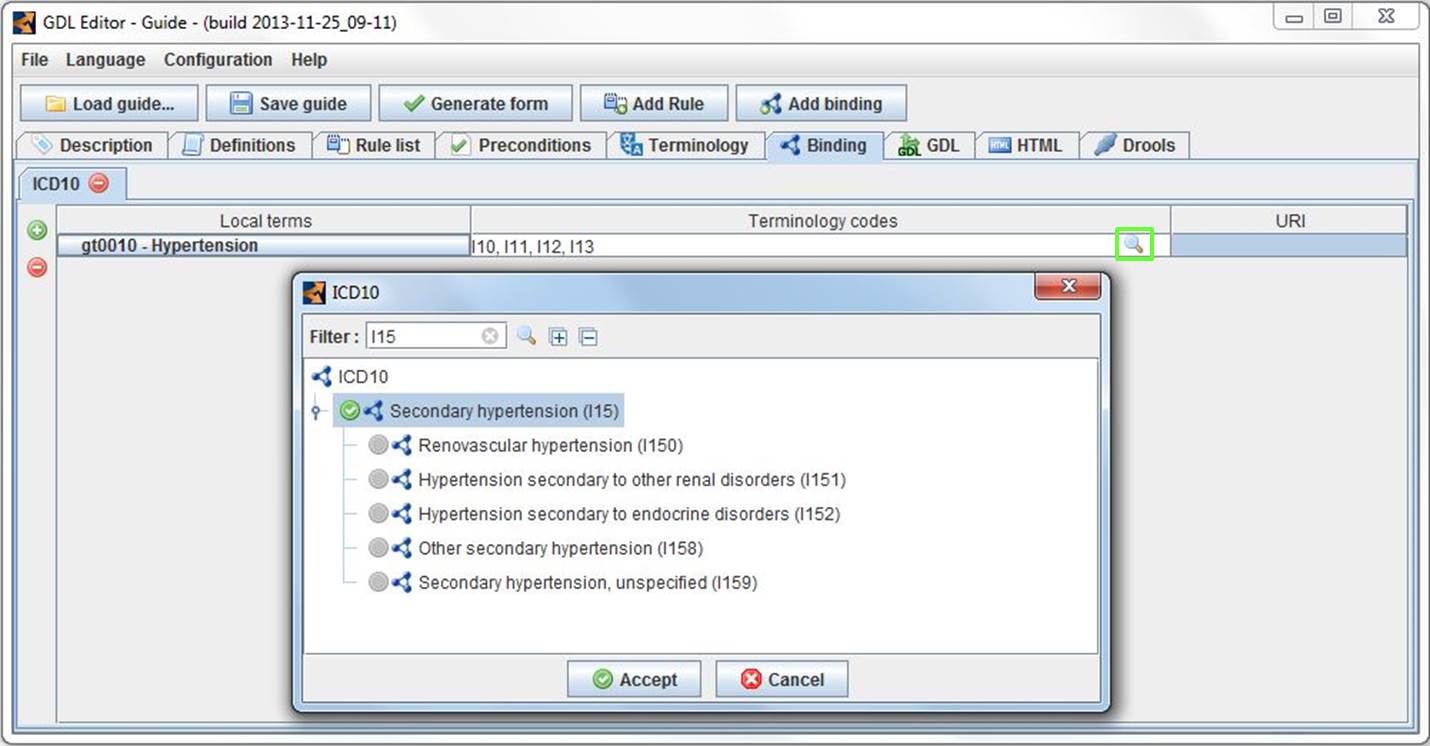 GDL Editor - Guide - (build 2013-11-25_09-11)
File Language Configuration Help
Load guide... Save guide Generate form Add Rule Add binding
Description Definitions Rule list Preconditions Terminology Binding GDL HTML Drools
ICD10
Local terms Terminology codes URI
gt0010 - Hypertension I10, I11, I12, I13
ICD10
Filter : I15
ICD10
Secondary hypertension (I15)
Renovascular hypertension (I150)
Hypertension secondary to other renal disorders (I151)
Hypertension secondary to endocrine disorders (I152)
Other secondary hypertension (I158)
Secondary hypertension, unspecified (I159)
Accept Cancel